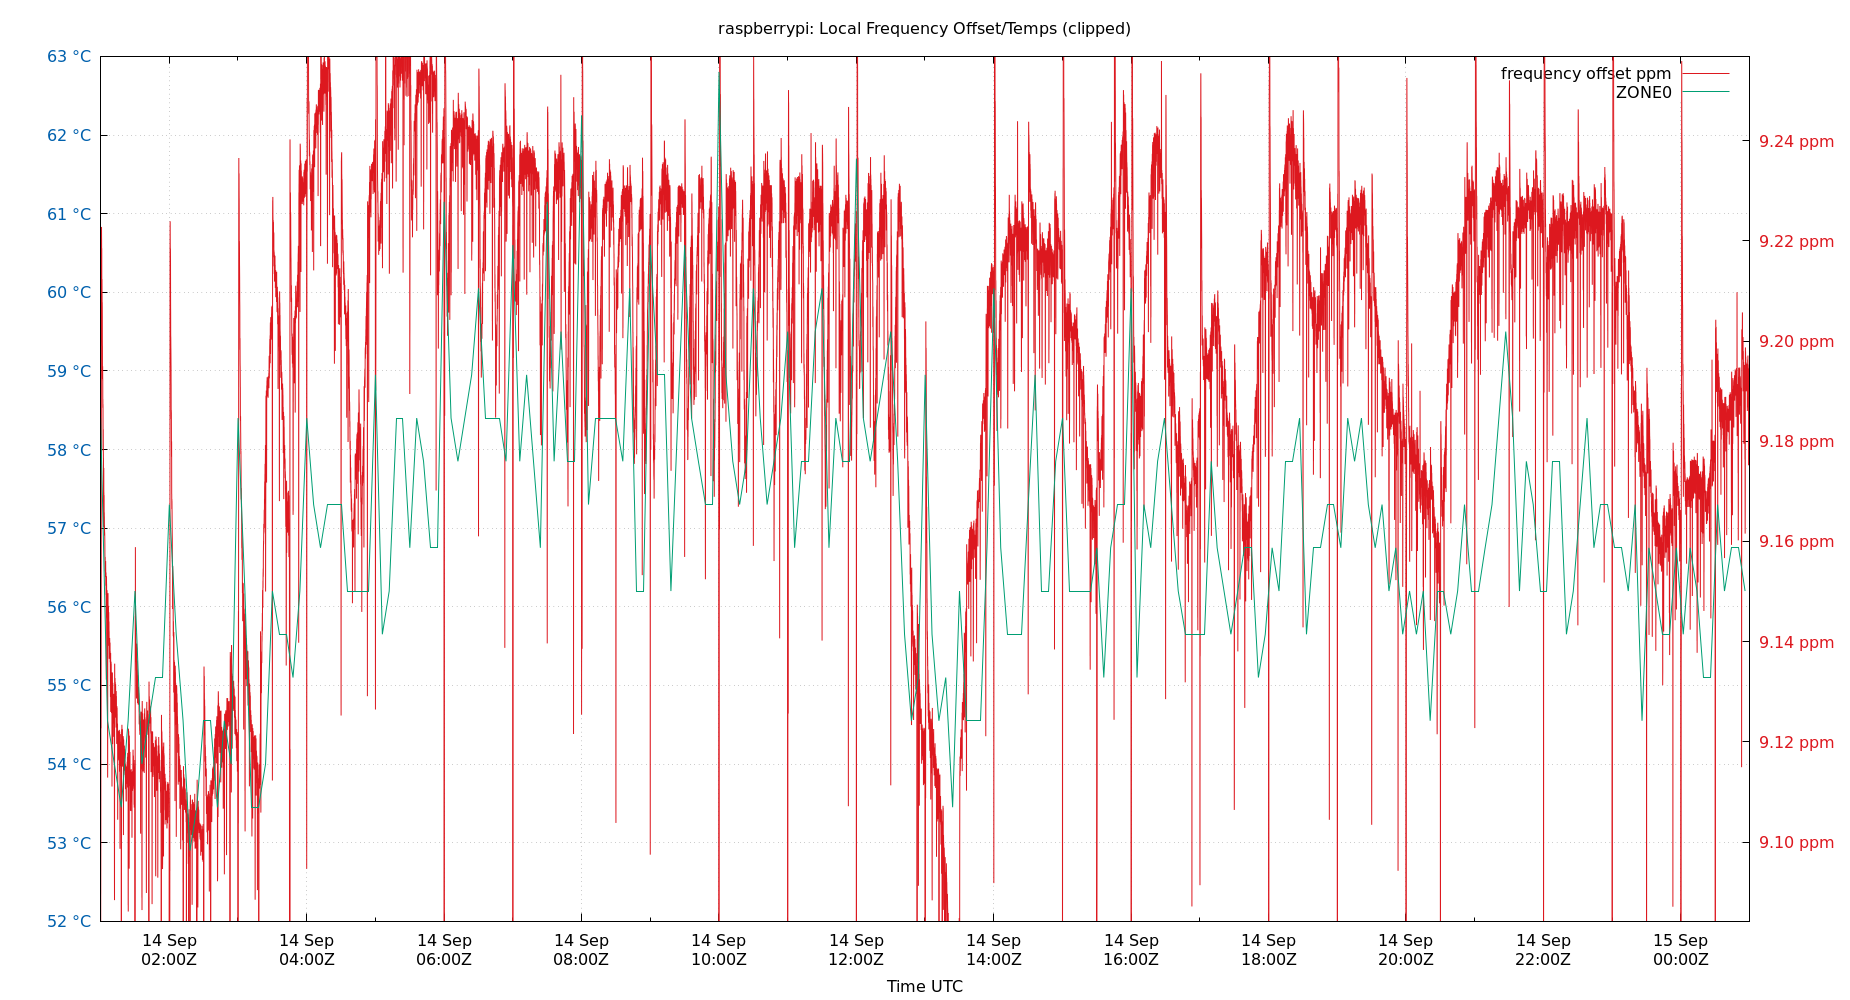 raspberrypi: Local Frequency Offset/Temps (clipped)
frequency offset ppm
ZONE0
63 °C
62 °C
61 °C
60 °C
59 °C
58 °C
57 °C
56 °C
55 °C
54 °C
53 °C
52 °C
9.24 ppm
9.22 ppm
9.20 ppm
9.18 ppm
9.16 ppm
9.14 ppm
9.12 ppm
9.10 ppm
14 Sep 14 Sep 14 Sep 14 Sep 14 Sep 14 Sep 14 Sep 14 Sep 14 Sep 14 Sep 14 Sep 15 Sep
02:00Z 04:00Z 06:00Z 08:00Z 10:00Z 12:00Z 14:00Z 16:00Z 18:00Z 20:00Z 22:00Z 00:00Z
Time UTC